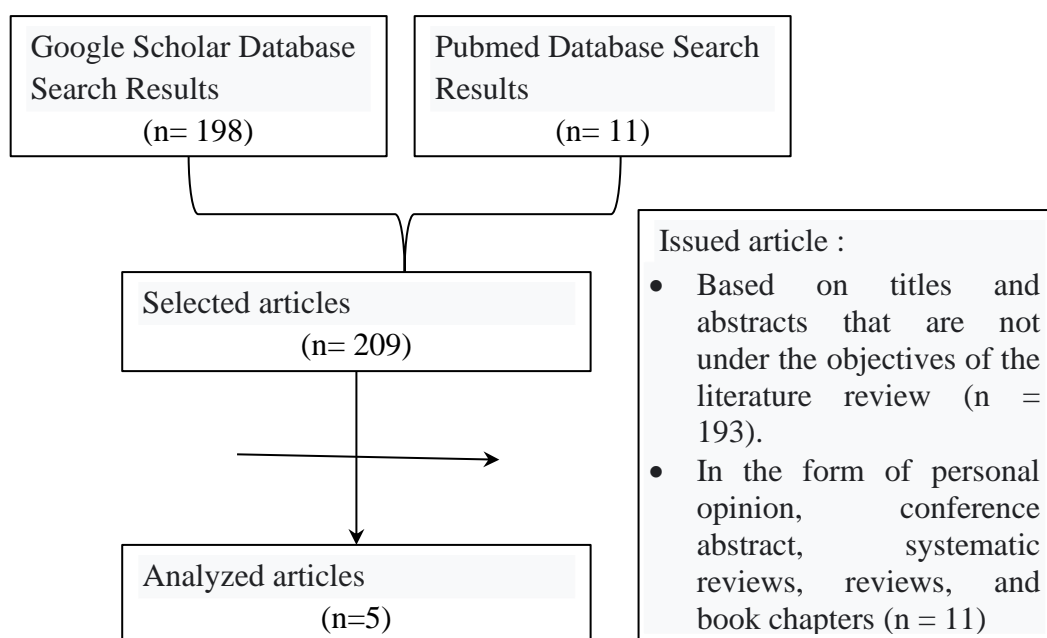 Google Scholar Database
Search Results
(n= 198)
Pubmed Database Search
Results
(n= 11)
Selected articles
(n= 209)
Issued article :
• Based on titles and
abstracts that are not
under the objectives of the
literature review (n =
193).
• In the form of personal
opinion, conference
abstract, systematic
reviews, reviews, and
book chapters (n = 11)
Analyzed articles
(n=5)